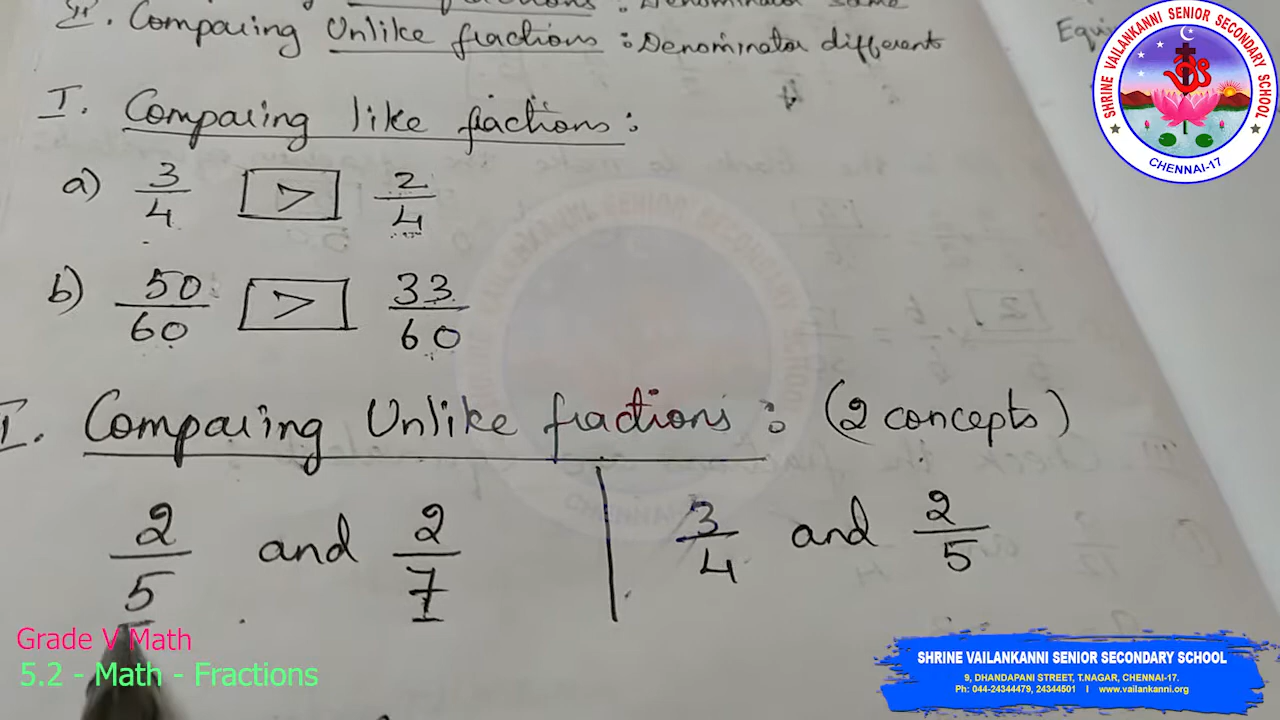 : Denominator same
II. Comparing Unlike fractions : Denominator different
Equi
I. Comparing like fractions :
a) 3/4 > 2/4
b) 50/60 > 33/60
I. Comparing Unlike fractions : (2 concepts)
2/5 and 2/7 | 3/4 and 2/5
Grade V Math
5.2 - Math - Fractions
SHRINE VAILANKANNI SENIOR SECONDARY SCHOOL
CHENNAI-17
SHRINE VAILANKANNI SENIOR SECONDARY SCHOOL
9, DHANDAPANI STREET, T.NAGAR, CHENNAI-17.
Ph: 044-24344479, 24344501 I www.vailankanni.org